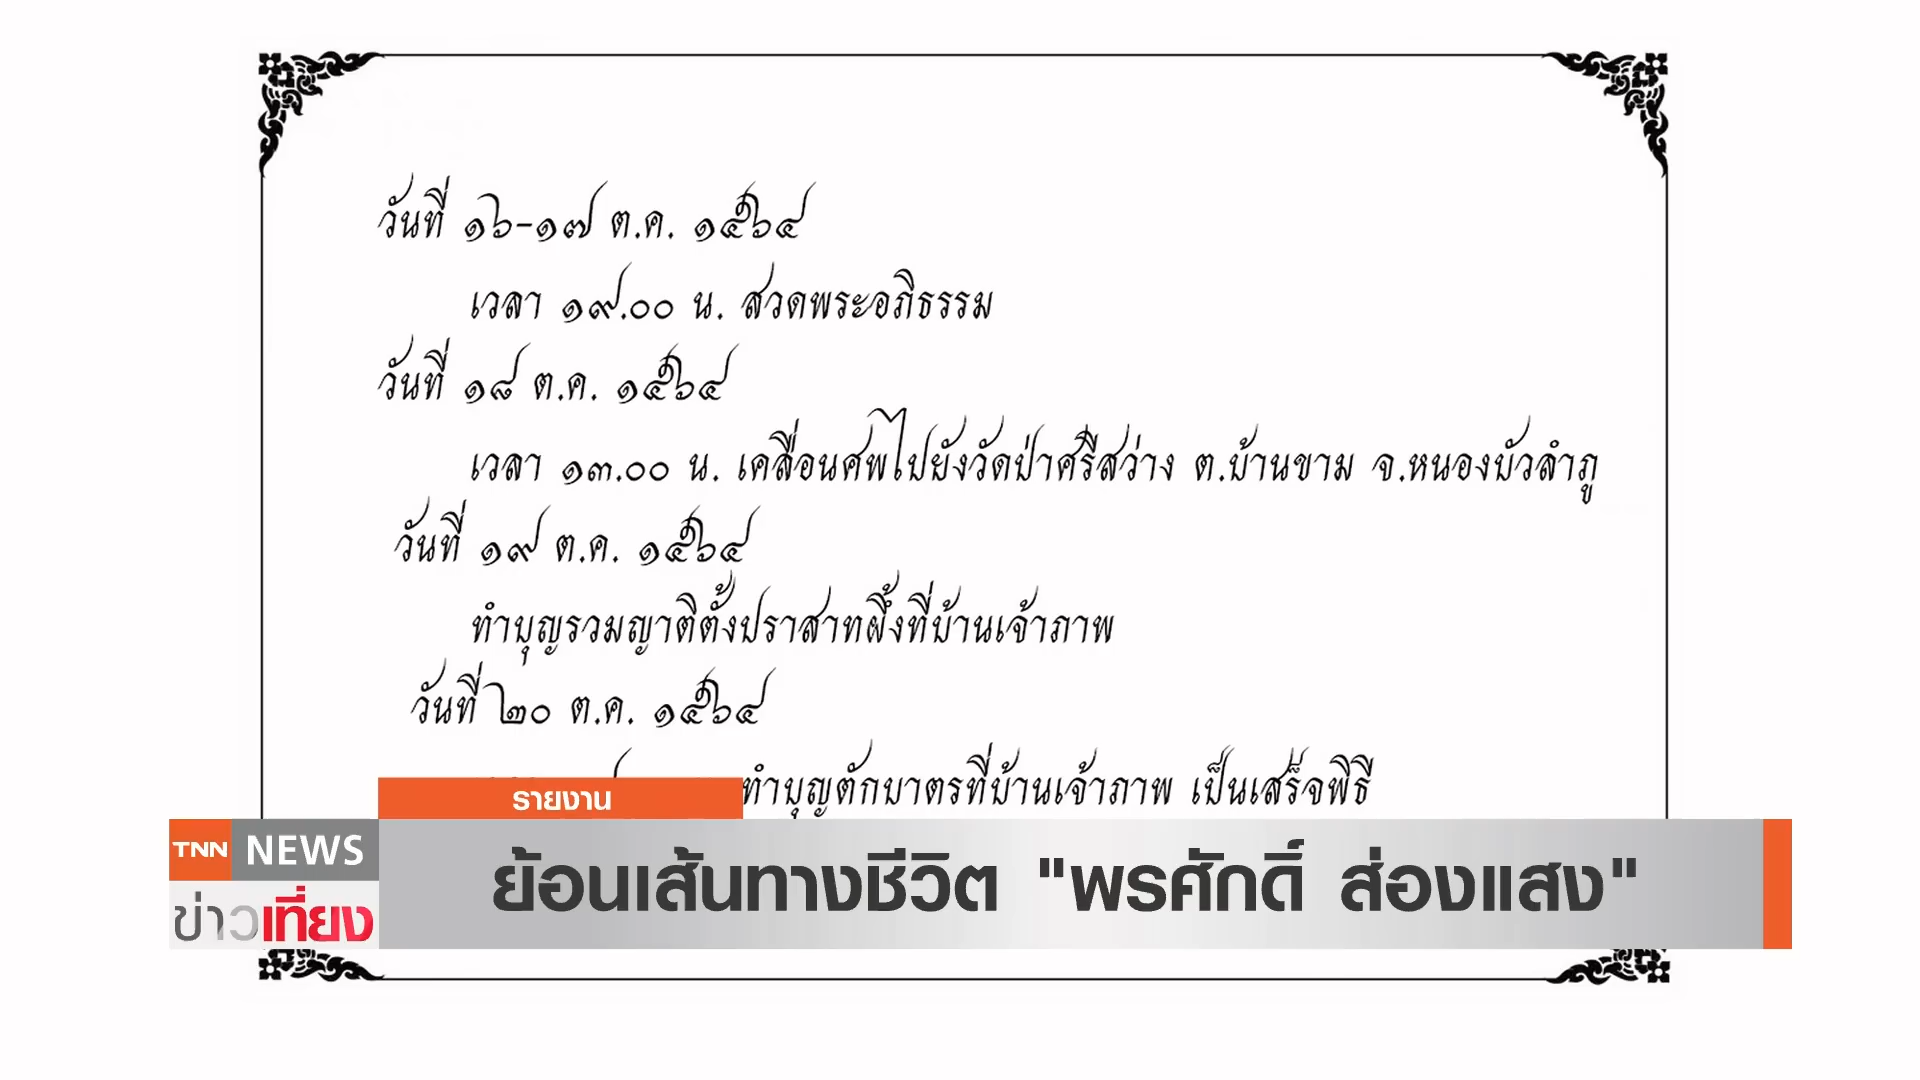 วันที่ ๑๖-๑๗ ต.ค. ๒๕๖๔
เวลา ๑๙.๐๐ น. สวดพระอภิธรรม
วันที่ ๑๘ ต.ค. ๒๕๖๔
เวลา ๑๓.๐๐ น. เคลื่อนศพไปยังวัดป่าศรีสว่าง ต.บ้านขาม จ.หนองบัวลำภู
วันที่ ๑๙ ต.ค. ๒๕๖๔
ทำบุญรวมญาติตั้งปราสาทผึ้งที่บ้านเจ้าภาพ
วันที่ ๒๐ ต.ค. ๒๕๖๔
ทำบุญตักบาตรที่บ้านเจ้าภาพ เป็นเสร็จพิธี
รายงาน
TNN NEWS
ข่าวเที่ยง
ย้อนเส้นทางชีวิต "พรศักดิ์ ส่องแสง"